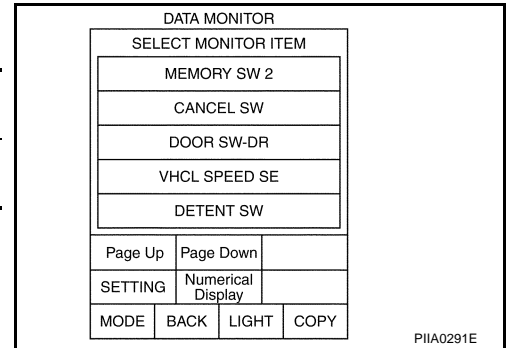 DATA MONITOR
SELECT MONITOR ITEM
MEMORY SW 2
CANCEL SW
DOOR SW-DR
VHCL SPEED SE
DETENT SW
Page Up Page Down
SETTING Numerical Display
MODE BACK LIGHT COPY
PIIA0291E